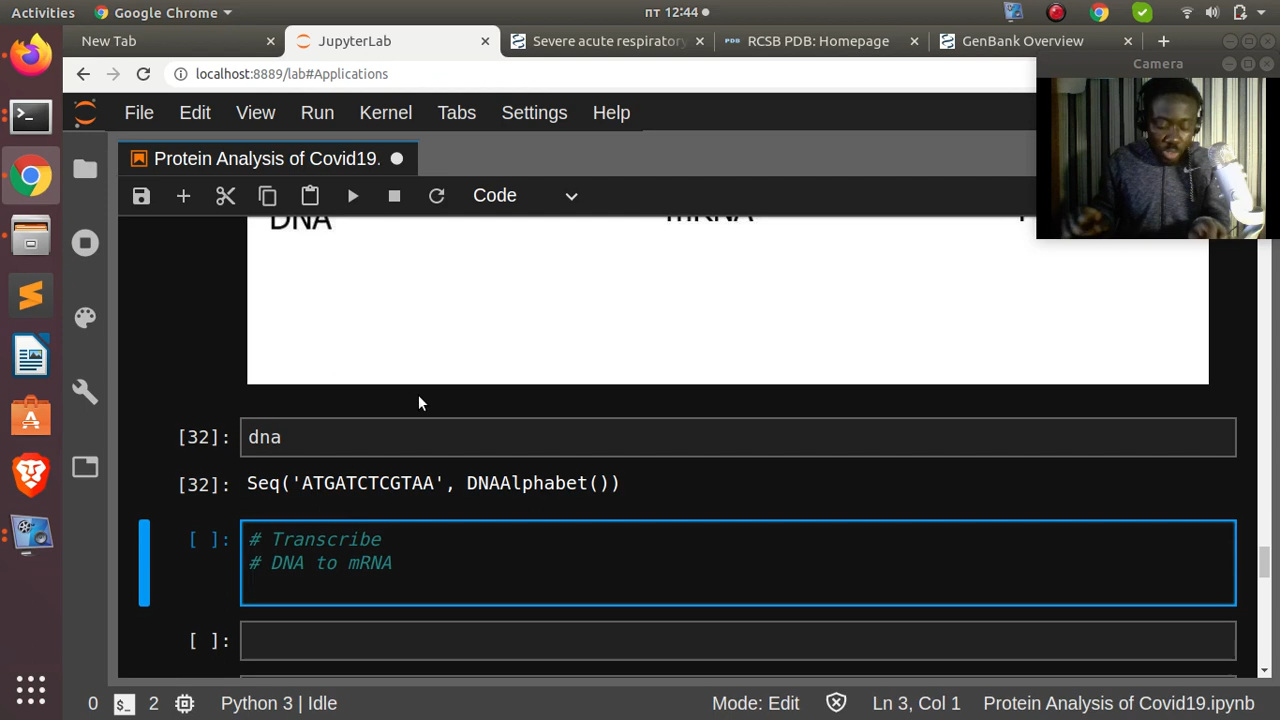 Activities
Google Chrome
пт 12:44
New Tab
JupyterLab
Severe acute respiratory
RCSB PDB: Homepage
GenBank Overview
localhost:8889/lab#Applications
Camera
File Edit View Run Kernel Tabs Settings Help
Protein Analysis of Covid19.
Code
DNA mRNA
[32]: dna
[32]: Seq('ATGATCTCGTAA', DNAAlphabet())
[ ]: # Transcribe
# DNA to mRNA
[ ]:
0 2 Python 3 | Idle Mode: Edit Ln 3, Col 1 Protein Analysis of Covid19.ipynb